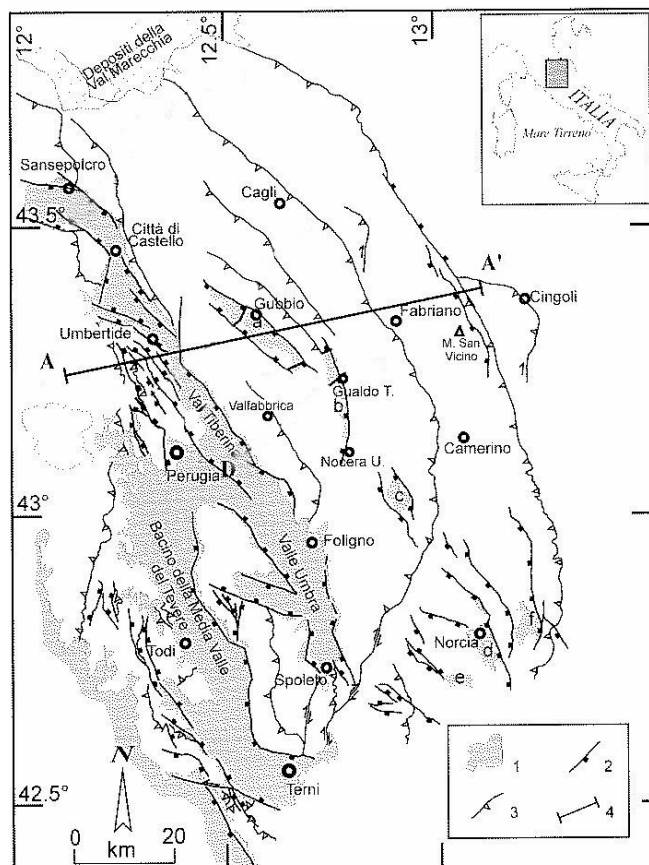 12°
12.5°
13°
Depositi della
Val Marecchia
ITALIA
Mare Tirreno
Sansepolcro
Cagli
43.5°
Città di
Castello
A'
Gubbio
a
Cingoli
Fabriano
Umbertide
M. San
Vicino
A
Gualdo T.
b
Val Tiberina
Valfabbrica
Camerino
Nocera U.
Perugia
D
c
43°
Foligno
Bacino della Media Valle
del Tevere
Valle Umbra
f
Norcia
d
Todi
e
Spoleto
N
1
2
Terni
42.5°
3
4
0
20
km